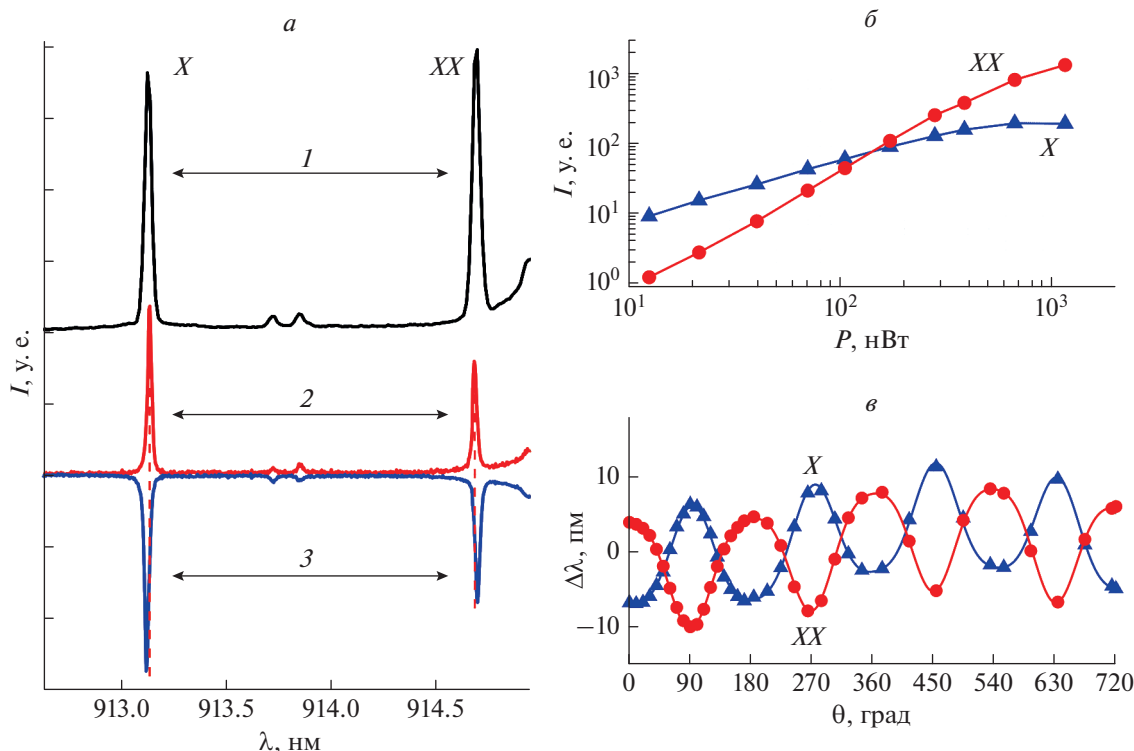 а
X
XX
1
2
3
I, у. е.
913.0 913.5 914.0 914.5
λ, нм
б
10³
10²
10¹
10⁰
I, у. е.
XX
X
10¹ 10² 10³
P, нВт
в
10
0
−10
Δλ, пм
X
XX
0 90 180 270 360 450 540 630 720
θ, град